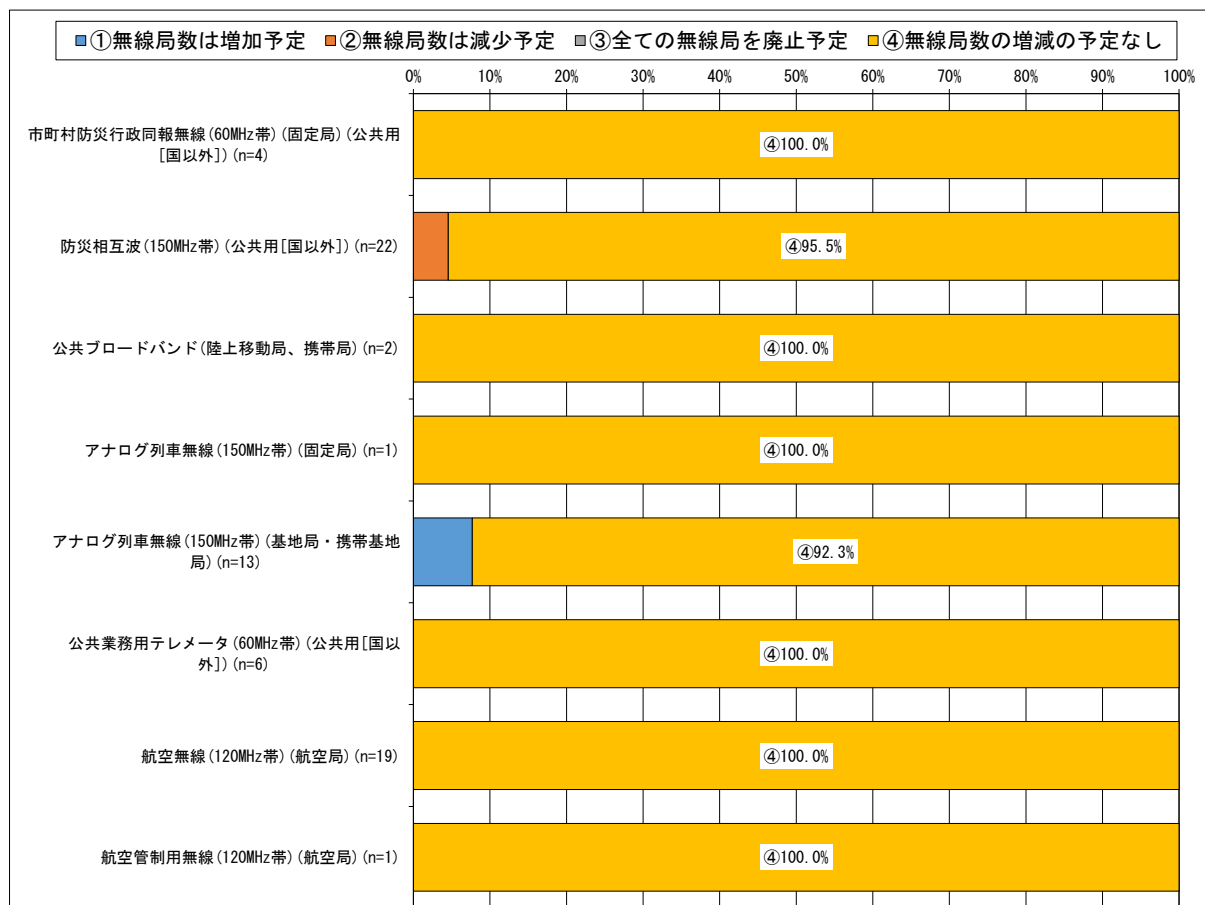 ■①無線局数は増加予定 ■②無線局数は減少予定 ■③全ての無線局を廃止予定 ■④無線局数の増減の予定なし
0% 10% 20% 30% 40% 50% 60% 70% 80% 90% 100%
市町村防災行政同報無線(60MHz帯)(固定局)(公共用
[国以外])(n=4)
④100.0%
防災相互波(150MHz帯)(公共用[国以外])(n=22)
④95.5%
公共ブロードバンド(陸上移動局、携帯局)(n=2)
④100.0%
アナログ列車無線(150MHz帯)(固定局)(n=1)
④100.0%
アナログ列車無線(150MHz帯)(基地局・携帯基地
局)(n=13)
④92.3%
公共業務用テレメータ(60MHz帯)(公共用[国以
外])(n=6)
④100.0%
航空無線(120MHz帯)(航空局)(n=19)
④100.0%
航空管制用無線(120MHz帯)(航空局)(n=1)
④100.0%